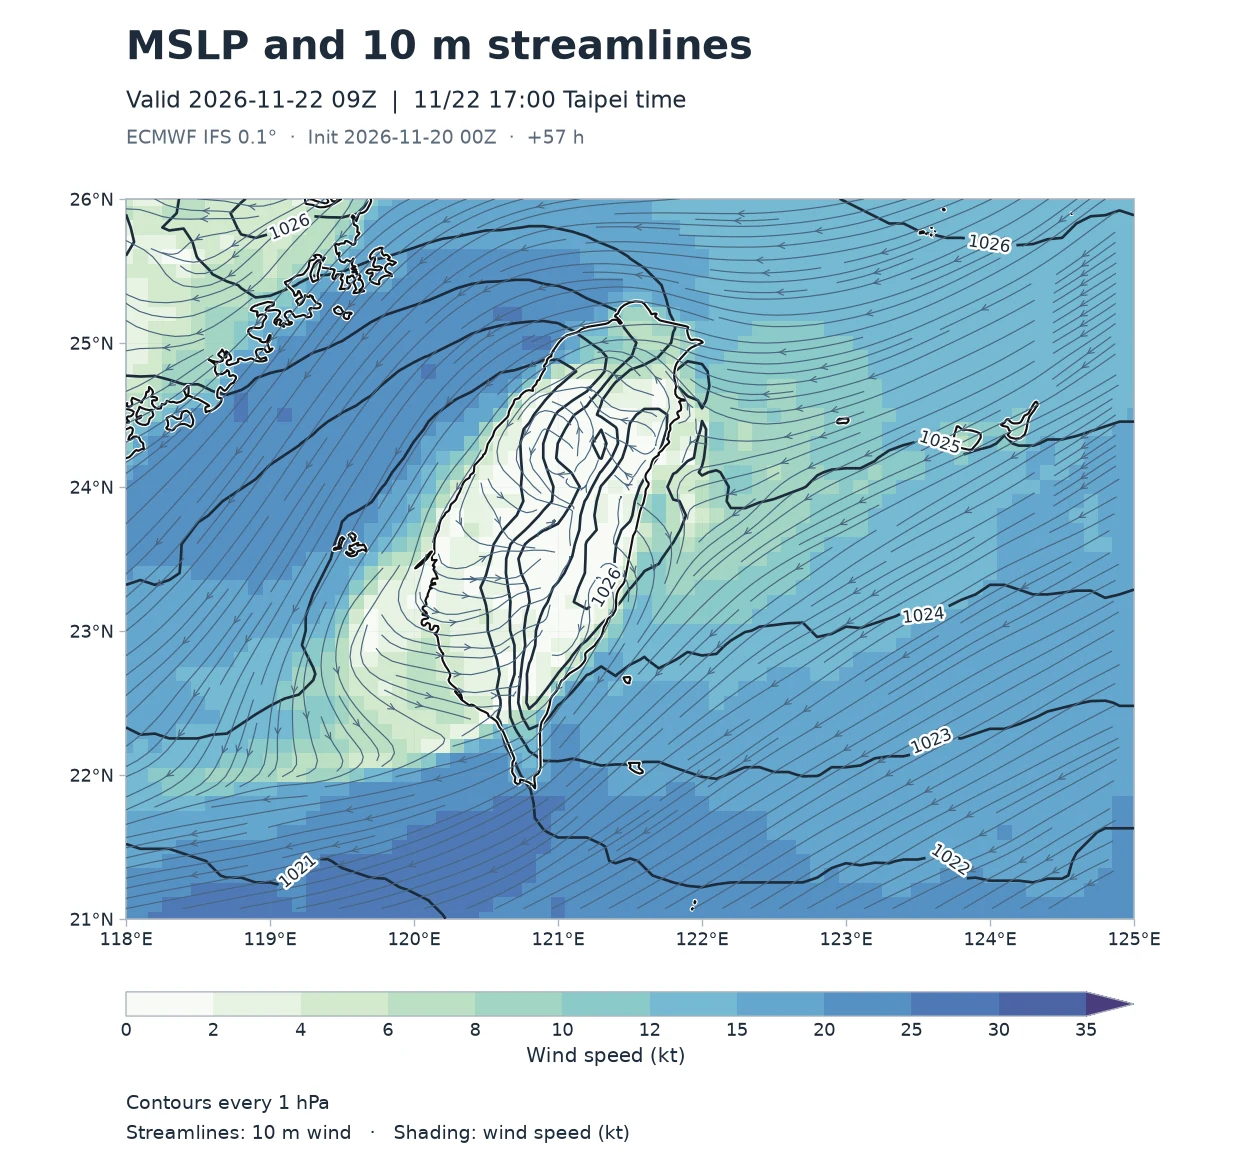 MSLP and 10 m streamlines
Valid 2026-11-22 09Z | 11/22 17:00 Taipei time
ECMWF IFS 0.1° · Init 2026-11-20 00Z · +57 h
26°N
25°N
24°N
23°N
22°N
21°N
1026
1026
1025
1026
1024
1023
1022
1021
118°E 119°E 120°E 121°E 122°E 123°E 124°E 125°E
0 2 4 6 8 10 12 15 20 25 30 35
Wind speed (kt)
Contours every 1 hPa
Streamlines: 10 m wind · Shading: wind speed (kt)